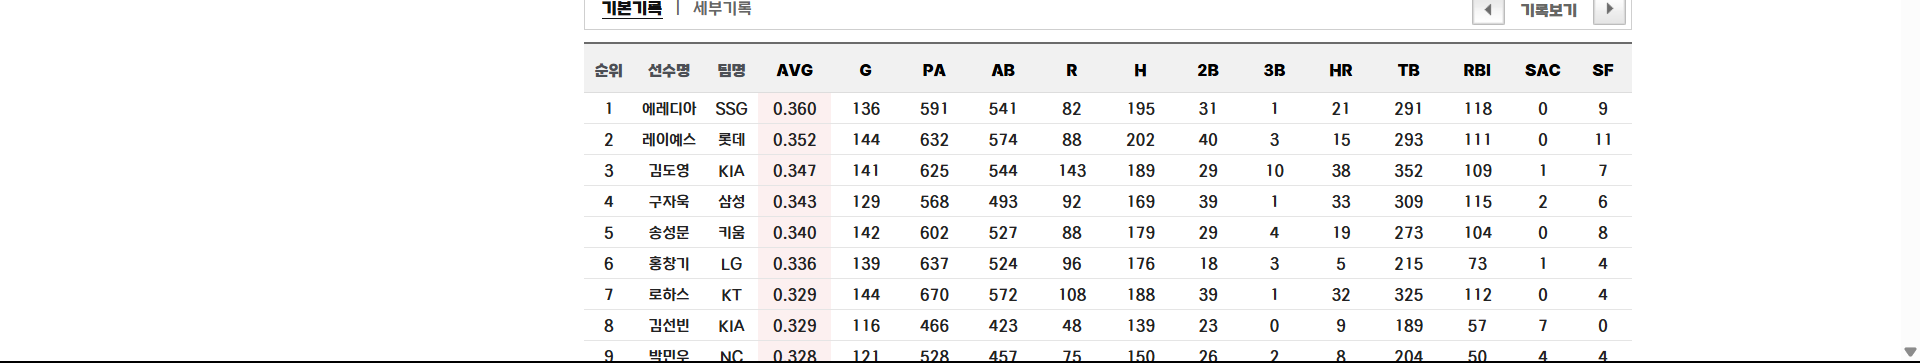 기본기록 | 세부기록 기록보기
순위 선수명 팀명 AVG G PA AB R H 2B 3B HR TB RBI SAC SF
1 에레디아 SSG 0.360 136 591 541 82 195 31 1 21 291 118 0 9
2 레이예스 롯데 0.352 144 632 574 88 202 40 3 15 293 111 0 11
3 김도영 KIA 0.347 141 625 544 143 189 29 10 38 352 109 1 7
4 구자욱 삼성 0.343 129 568 493 92 169 39 1 33 309 115 2 6
5 송성문 키움 0.340 142 602 527 88 179 29 4 19 273 104 0 8
6 홍창기 LG 0.336 139 637 524 96 176 18 3 5 215 73 1 4
7 로하스 KT 0.329 144 670 572 108 188 39 1 32 325 112 0 4
8 김선빈 KIA 0.329 116 466 423 48 139 23 0 9 189 57 7 0
9 박민우 NC 0.328 121 528 457 75 150 26 2 8 204 50 4 4